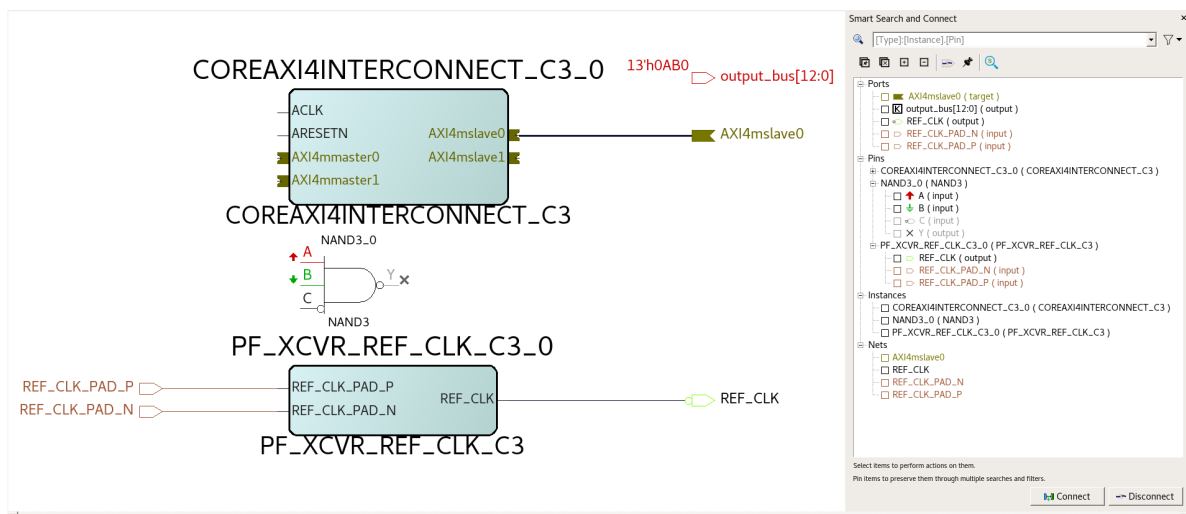 COREAXI4INTERCONNECT_C3_0
13'h0AB0
output_bus[12:0]
ACLK
ARESETN
AXI4mmaster0
AXI4mmaster1
AXI4mslave0
AXI4mslave1
AXI4mslave0
COREAXI4INTERCONNECT_C3
NAND3_0
A
B
C
Y
NAND3
PF_XCVR_REF_CLK_C3_0
REF_CLK_PAD_P
REF_CLK_PAD_N
REF_CLK_PAD_P
REF_CLK_PAD_N
REF_CLK
REF_CLK
PF_XCVR_REF_CLK_C3
Smart Search and Connect
[Type]:[Instance].[Pin]
Ports
AXI4mslave0 ( target )
K output_bus[12:0] ( output )
REF_CLK ( output )
REF_CLK_PAD_N ( input )
REF_CLK_PAD_P ( input )
Pins
COREAXI4INTERCONNECT_C3_0 ( COREAXI4INTERCONNECT_C3 )
NAND3_0 ( NAND3 )
A ( input )
B ( input )
C ( input )
Y ( output )
PF_XCVR_REF_CLK_C3_0 ( PF_XCVR_REF_CLK_C3 )
REF_CLK ( output )
REF_CLK_PAD_N ( input )
REF_CLK_PAD_P ( input )
Instances
COREAXI4INTERCONNECT_C3_0 ( COREAXI4INTERCONNECT_C3 )
NAND3_0 ( NAND3 )
PF_XCVR_REF_CLK_C3_0 ( PF_XCVR_REF_CLK_C3 )
Nets
AXI4mslave0
REF_CLK
REF_CLK_PAD_N
REF_CLK_PAD_P
Select items to perform actions on them.
Pin items to preserve them through multiple searches and filters.
Connect
Disconnect